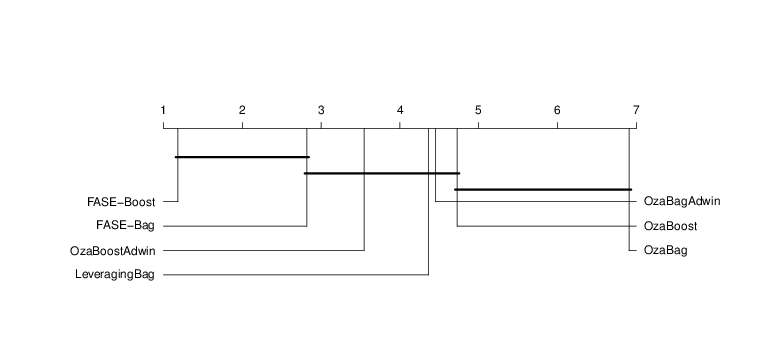 1 2 3 4 5 6 7
FASE−Boost
FASE−Bag
OzaBoostAdwin
LeveragingBag
OzaBagAdwin
OzaBoost
OzaBag